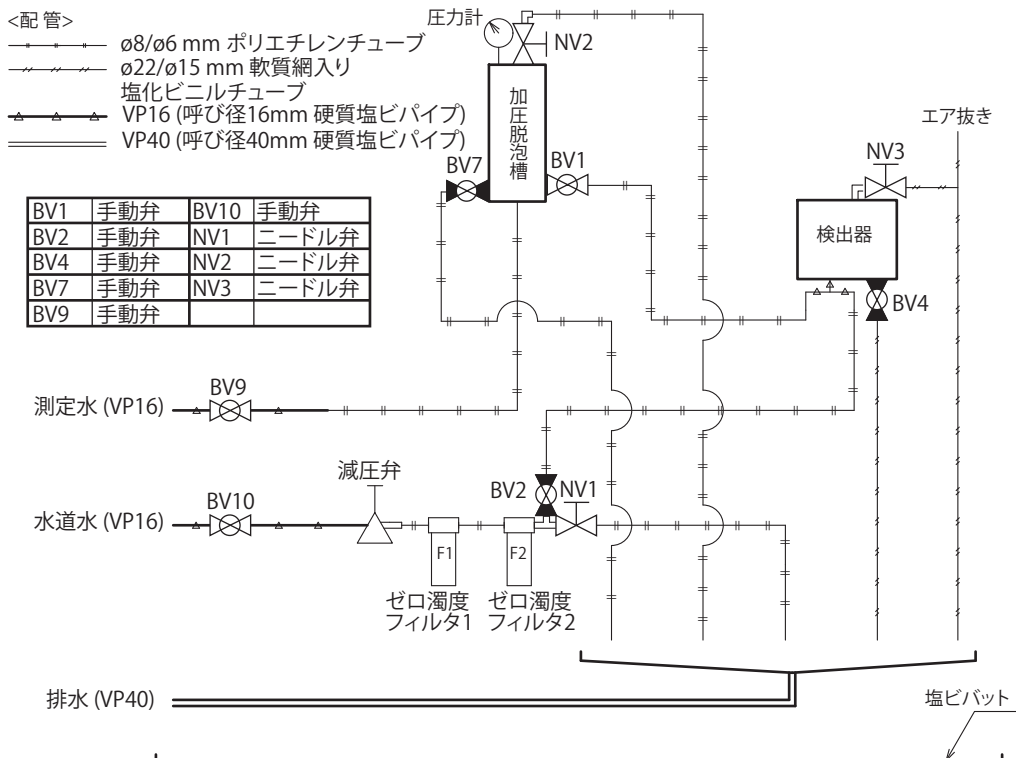 <配 管>
ø8/ø6 mm ポリエチレンチューブ
ø22/ø15 mm 軟質網入り
塩化ビニルチューブ
VP16 (呼び径16mm 硬質塩ビパイプ)
VP40 (呼び径40mm 硬質塩ビパイプ)
圧力計
NV2
加圧脱泡槽
BV7
BV1
エア抜き
NV3
検出器
BV4
BV1 手動弁 BV10 手動弁
BV2 手動弁 NV1 ニードル弁
BV4 手動弁 NV2 ニードル弁
BV7 手動弁 NV3 ニードル弁
BV9 手動弁
BV9
測定水 (VP16)
減圧弁
BV10
水道水 (VP16)
BV2
NV1
F1
F2
ゼロ濁度
フィルタ1
ゼロ濁度
フィルタ2
排水 (VP40)
塩ビバット